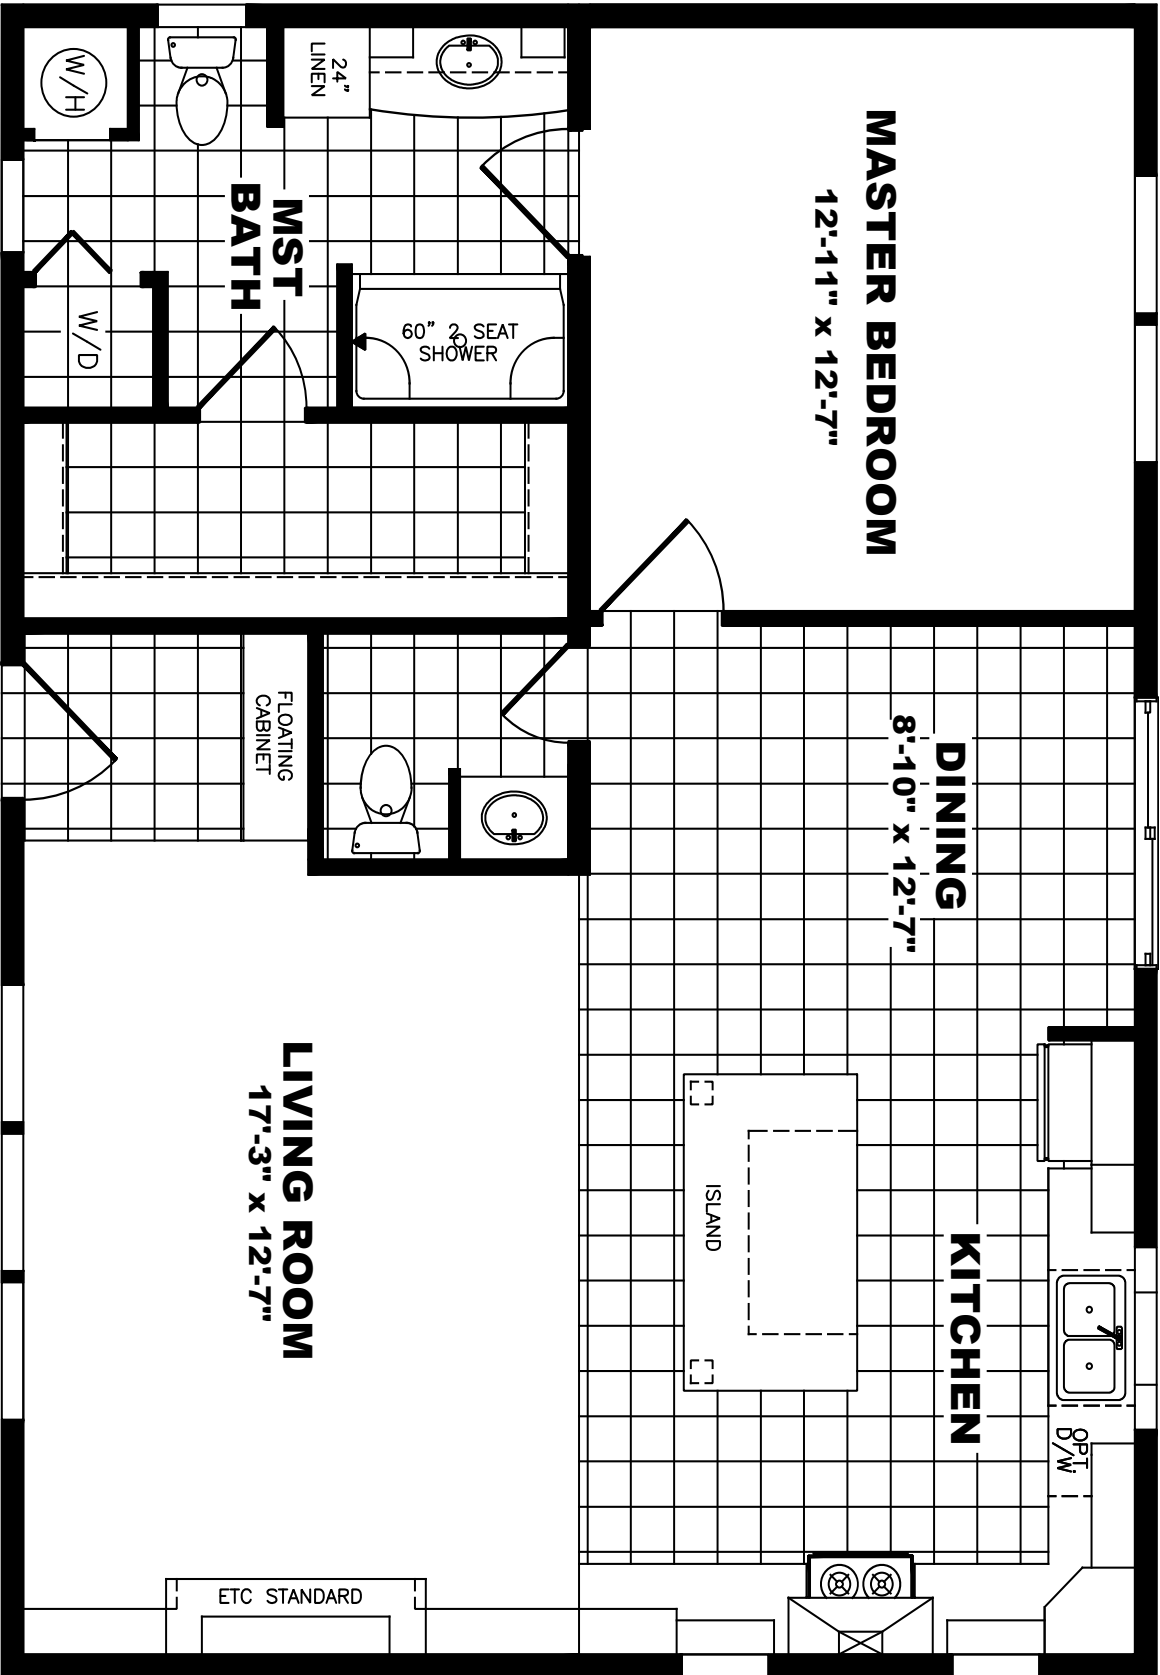 MASTER BEDROOM
12'-11" x 12'-7"
DINING
8'-10" x 12'-7"
KITCHEN
OPT.
D/W
ISLAND
24"
LINEN
W/H
MST
BATH
60" 2 SEAT
SHOWER
W/D
FLOATING
CABINET
LIVING ROOM
17'-3" x 12'-7"
ETC STANDARD